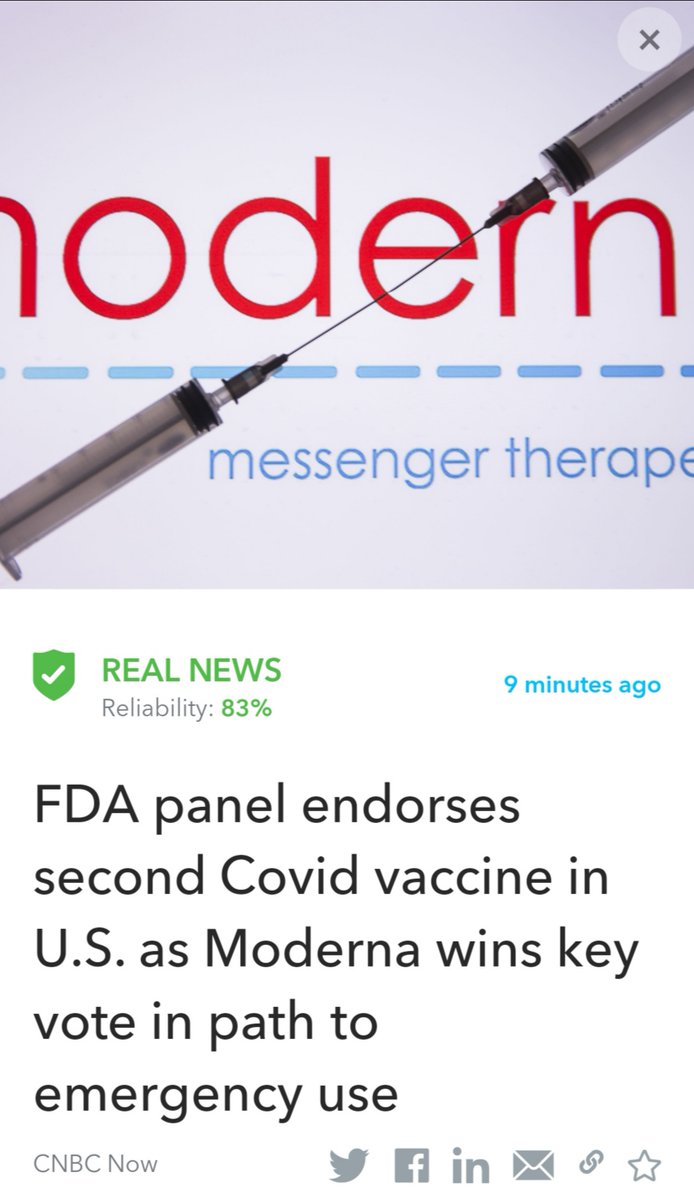 modern
messenger therape
REAL NEWS
Reliability: 83%
9 minutes ago
FDA panel endorses
second Covid vaccine in
U.S. as Moderna wins key
vote in path to
emergency use
CNBC Now